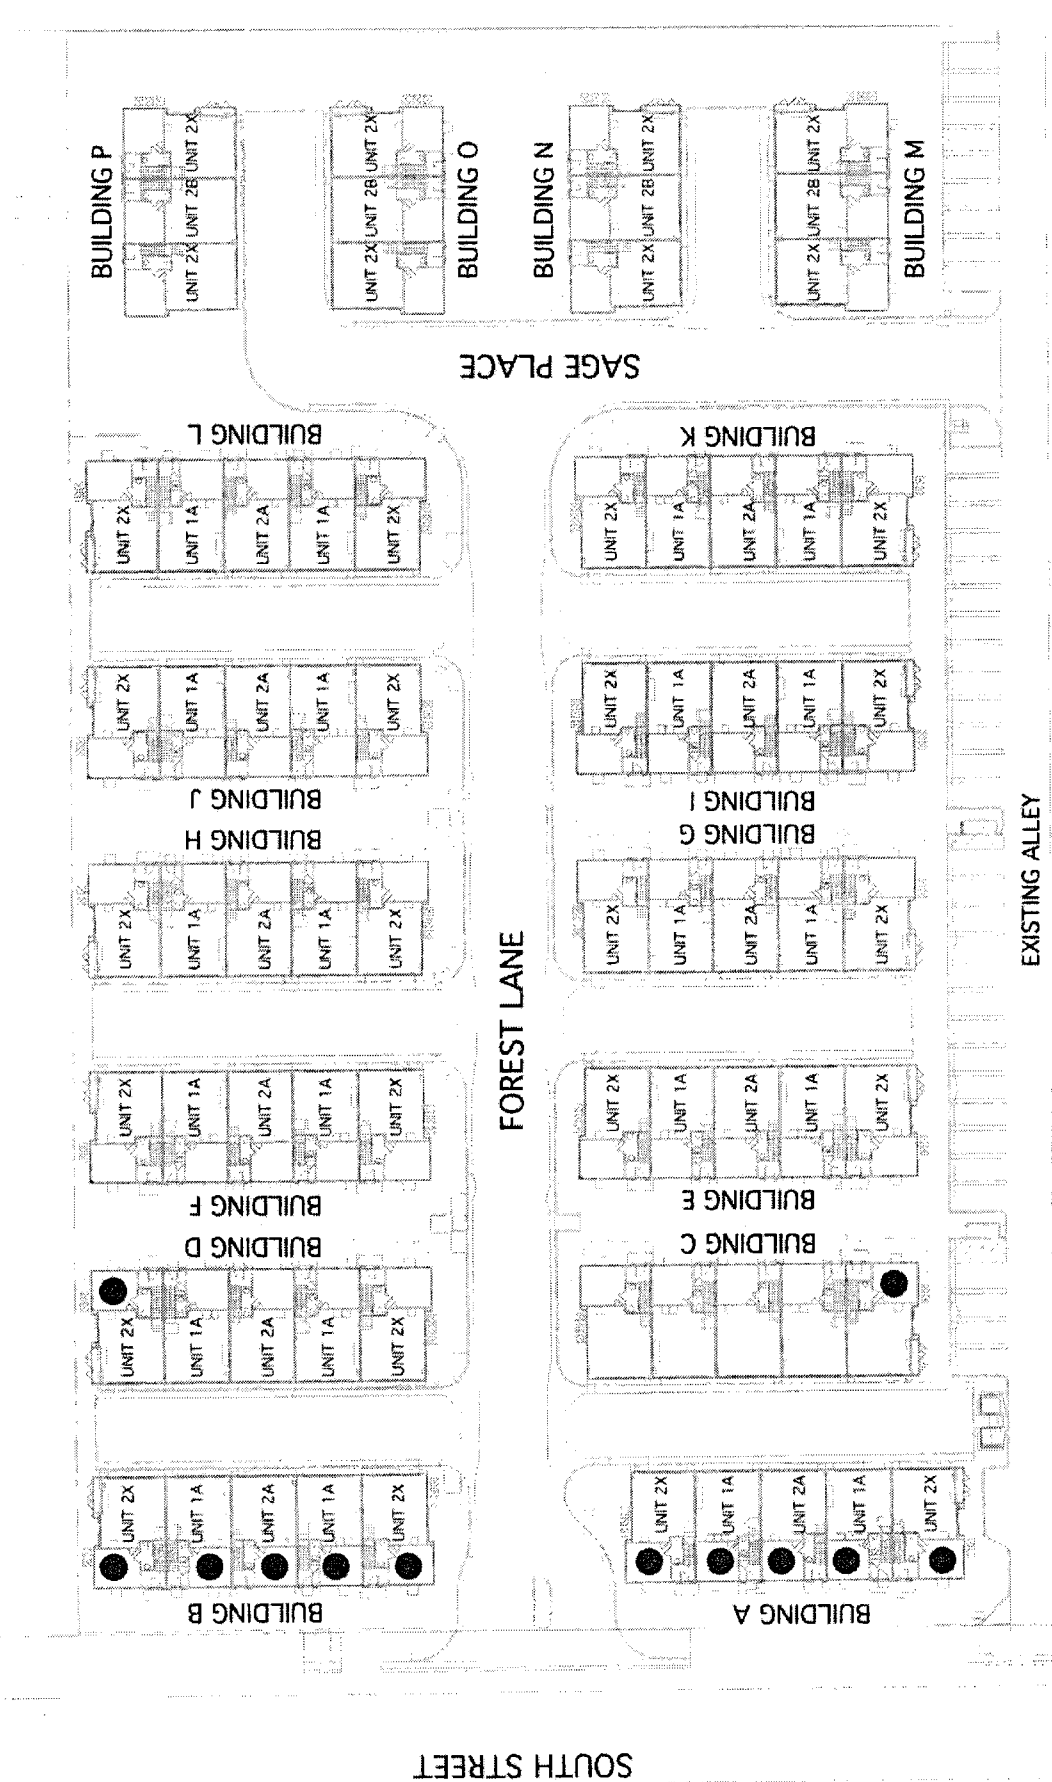 BUILDING P
UNIT 2X
UNIT 2B
UNIT 2X
UNIT 2X
UNIT 2B
UNIT 2X
BUILDING O
BUILDING N
UNIT 2X
UNIT 2B
UNIT 2X
UNIT 2X
UNIT 2B
UNIT 2X
BUILDING M
SAGE PLACE
BUILDING L
UNIT 2X
UNIT 1A
UNIT 2A
UNIT 1A
UNIT 2X
BUILDING K
UNIT 2X
UNIT 1A
UNIT 2A
UNIT 1A
UNIT 2X
UNIT 2X
UNIT 1A
UNIT 2A
UNIT 1A
UNIT 2X
BUILDING J
UNIT 2X
UNIT 1A
UNIT 2A
UNIT 1A
UNIT 2X
BUILDING I
BUILDING H
UNIT 2X
UNIT 1A
UNIT 2A
UNIT 1A
UNIT 2X
BUILDING G
UNIT 2X
UNIT 1A
UNIT 2A
UNIT 1A
UNIT 2X
EXISTING ALLEY
FOREST LANE
UNIT 2X
UNIT 1A
UNIT 2A
UNIT 1A
UNIT 2X
BUILDING F
UNIT 2X
UNIT 1A
UNIT 2A
UNIT 1A
UNIT 2X
BUILDING E
BUILDING D
UNIT 2X
UNIT 1A
UNIT 2A
UNIT 1A
UNIT 2X
BUILDING C
UNIT 2X
UNIT 1A
UNIT 2A
UNIT 1A
UNIT 2X
BUILDING B
UNIT 2X
UNIT 1A
UNIT 2A
UNIT 1A
UNIT 2X
BUILDING A
SOUTH STREET